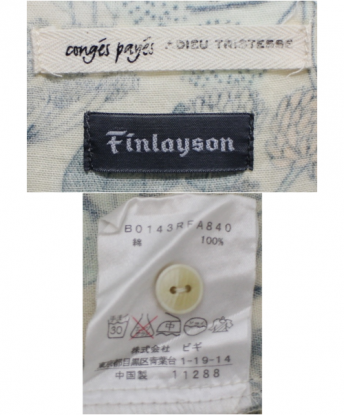 congés payés ADIEU TRISTESSE
Finlayson
B0143RFA840
綿 100%
30 中
株式会社 ビギ
東京都目黒区青葉台 1-19-14
中国製 11288